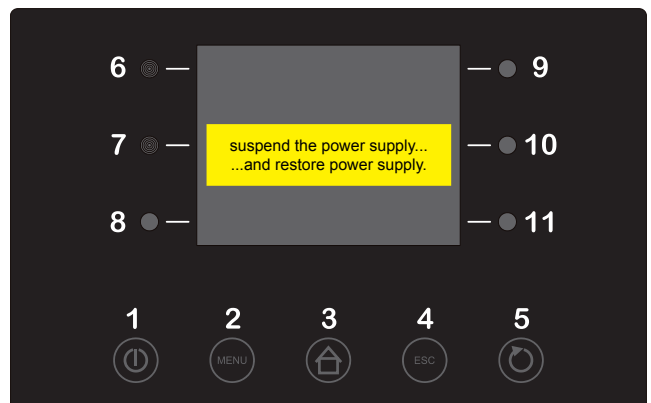 6
9
7
suspend the power supply...
...and restore power supply.
10
8
11
1
2
3
4
5
MENU
ESC